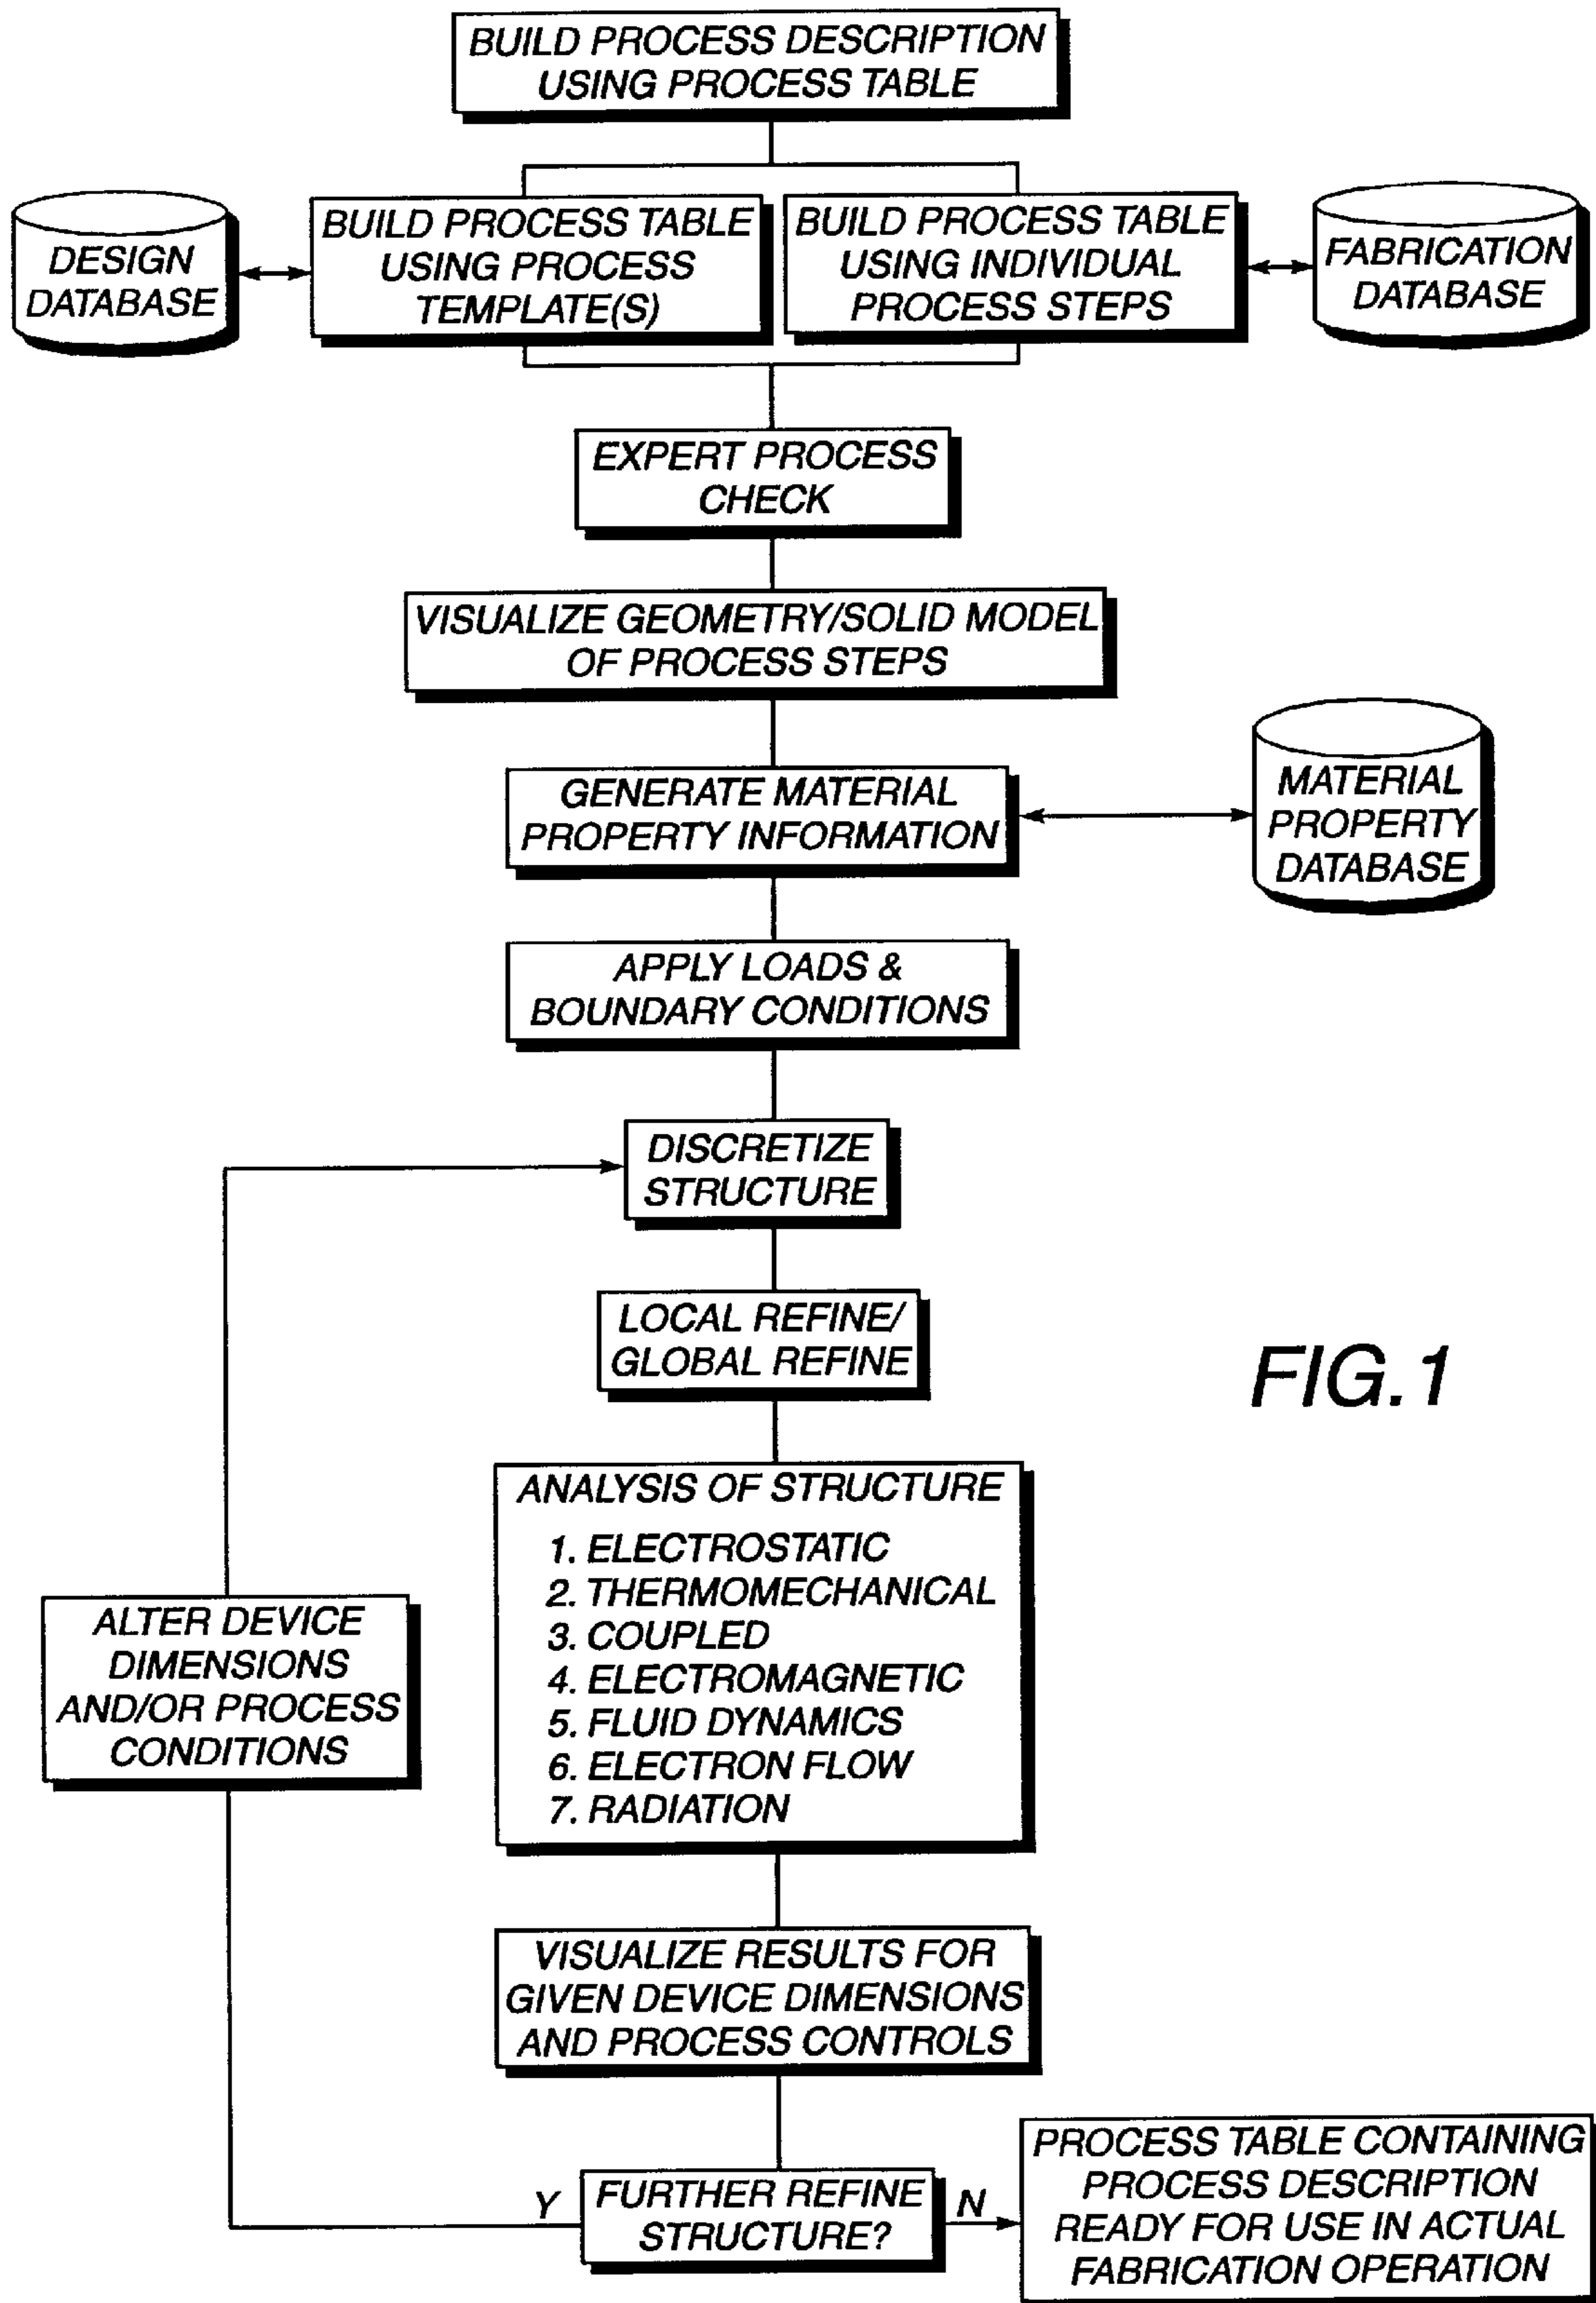 BUILD PROCESS DESCRIPTION
USING PROCESS TABLE
DESIGN
DATABASE
BUILD PROCESS TABLE
USING PROCESS
TEMPLATE(S)
BUILD PROCESS TABLE
USING INDIVIDUAL
PROCESS STEPS
FABRICATION
DATABASE
EXPERT PROCESS
CHECK
VISUALIZE GEOMETRY/SOLID MODEL
OF PROCESS STEPS
GENERATE MATERIAL
PROPERTY INFORMATION
MATERIAL
PROPERTY
DATABASE
APPLY LOADS &
BOUNDARY CONDITIONS
DISCRETIZE
STRUCTURE
LOCAL REFINE/
GLOBAL REFINE
FIG.1
ANALYSIS OF STRUCTURE
1. ELECTROSTATIC
2. THERMOMECHANICAL
3. COUPLED
4. ELECTROMAGNETIC
5. FLUID DYNAMICS
6. ELECTRON FLOW
7. RADIATION
ALTER DEVICE
DIMENSIONS
AND/OR PROCESS
CONDITIONS
VISUALIZE RESULTS FOR
GIVEN DEVICE DIMENSIONS
AND PROCESS CONTROLS
Y
FURTHER REFINE
STRUCTURE?
N
PROCESS TABLE CONTAINING
PROCESS DESCRIPTION
READY FOR USE IN ACTUAL
FABRICATION OPERATION